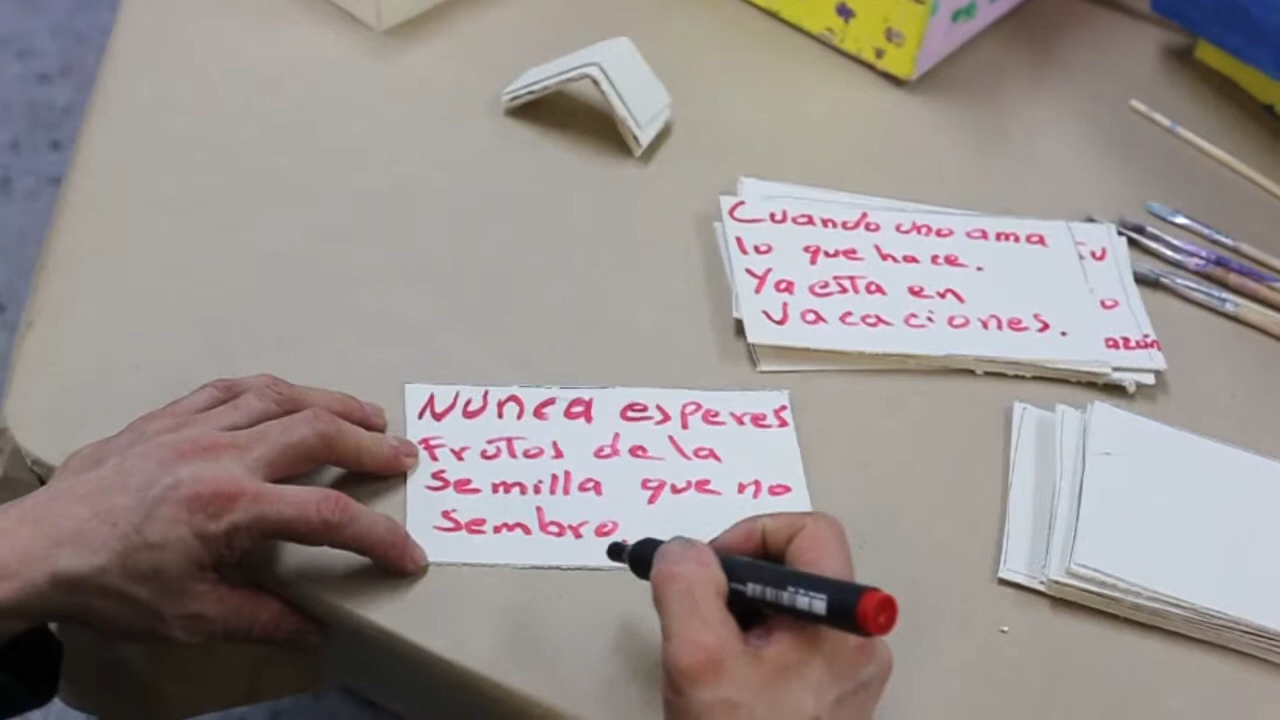 Cuando uno ama
lo que hace.
Ya esta en
vacaciones.
Nunca esperes
Frutos de la
semilla que no
sembro.